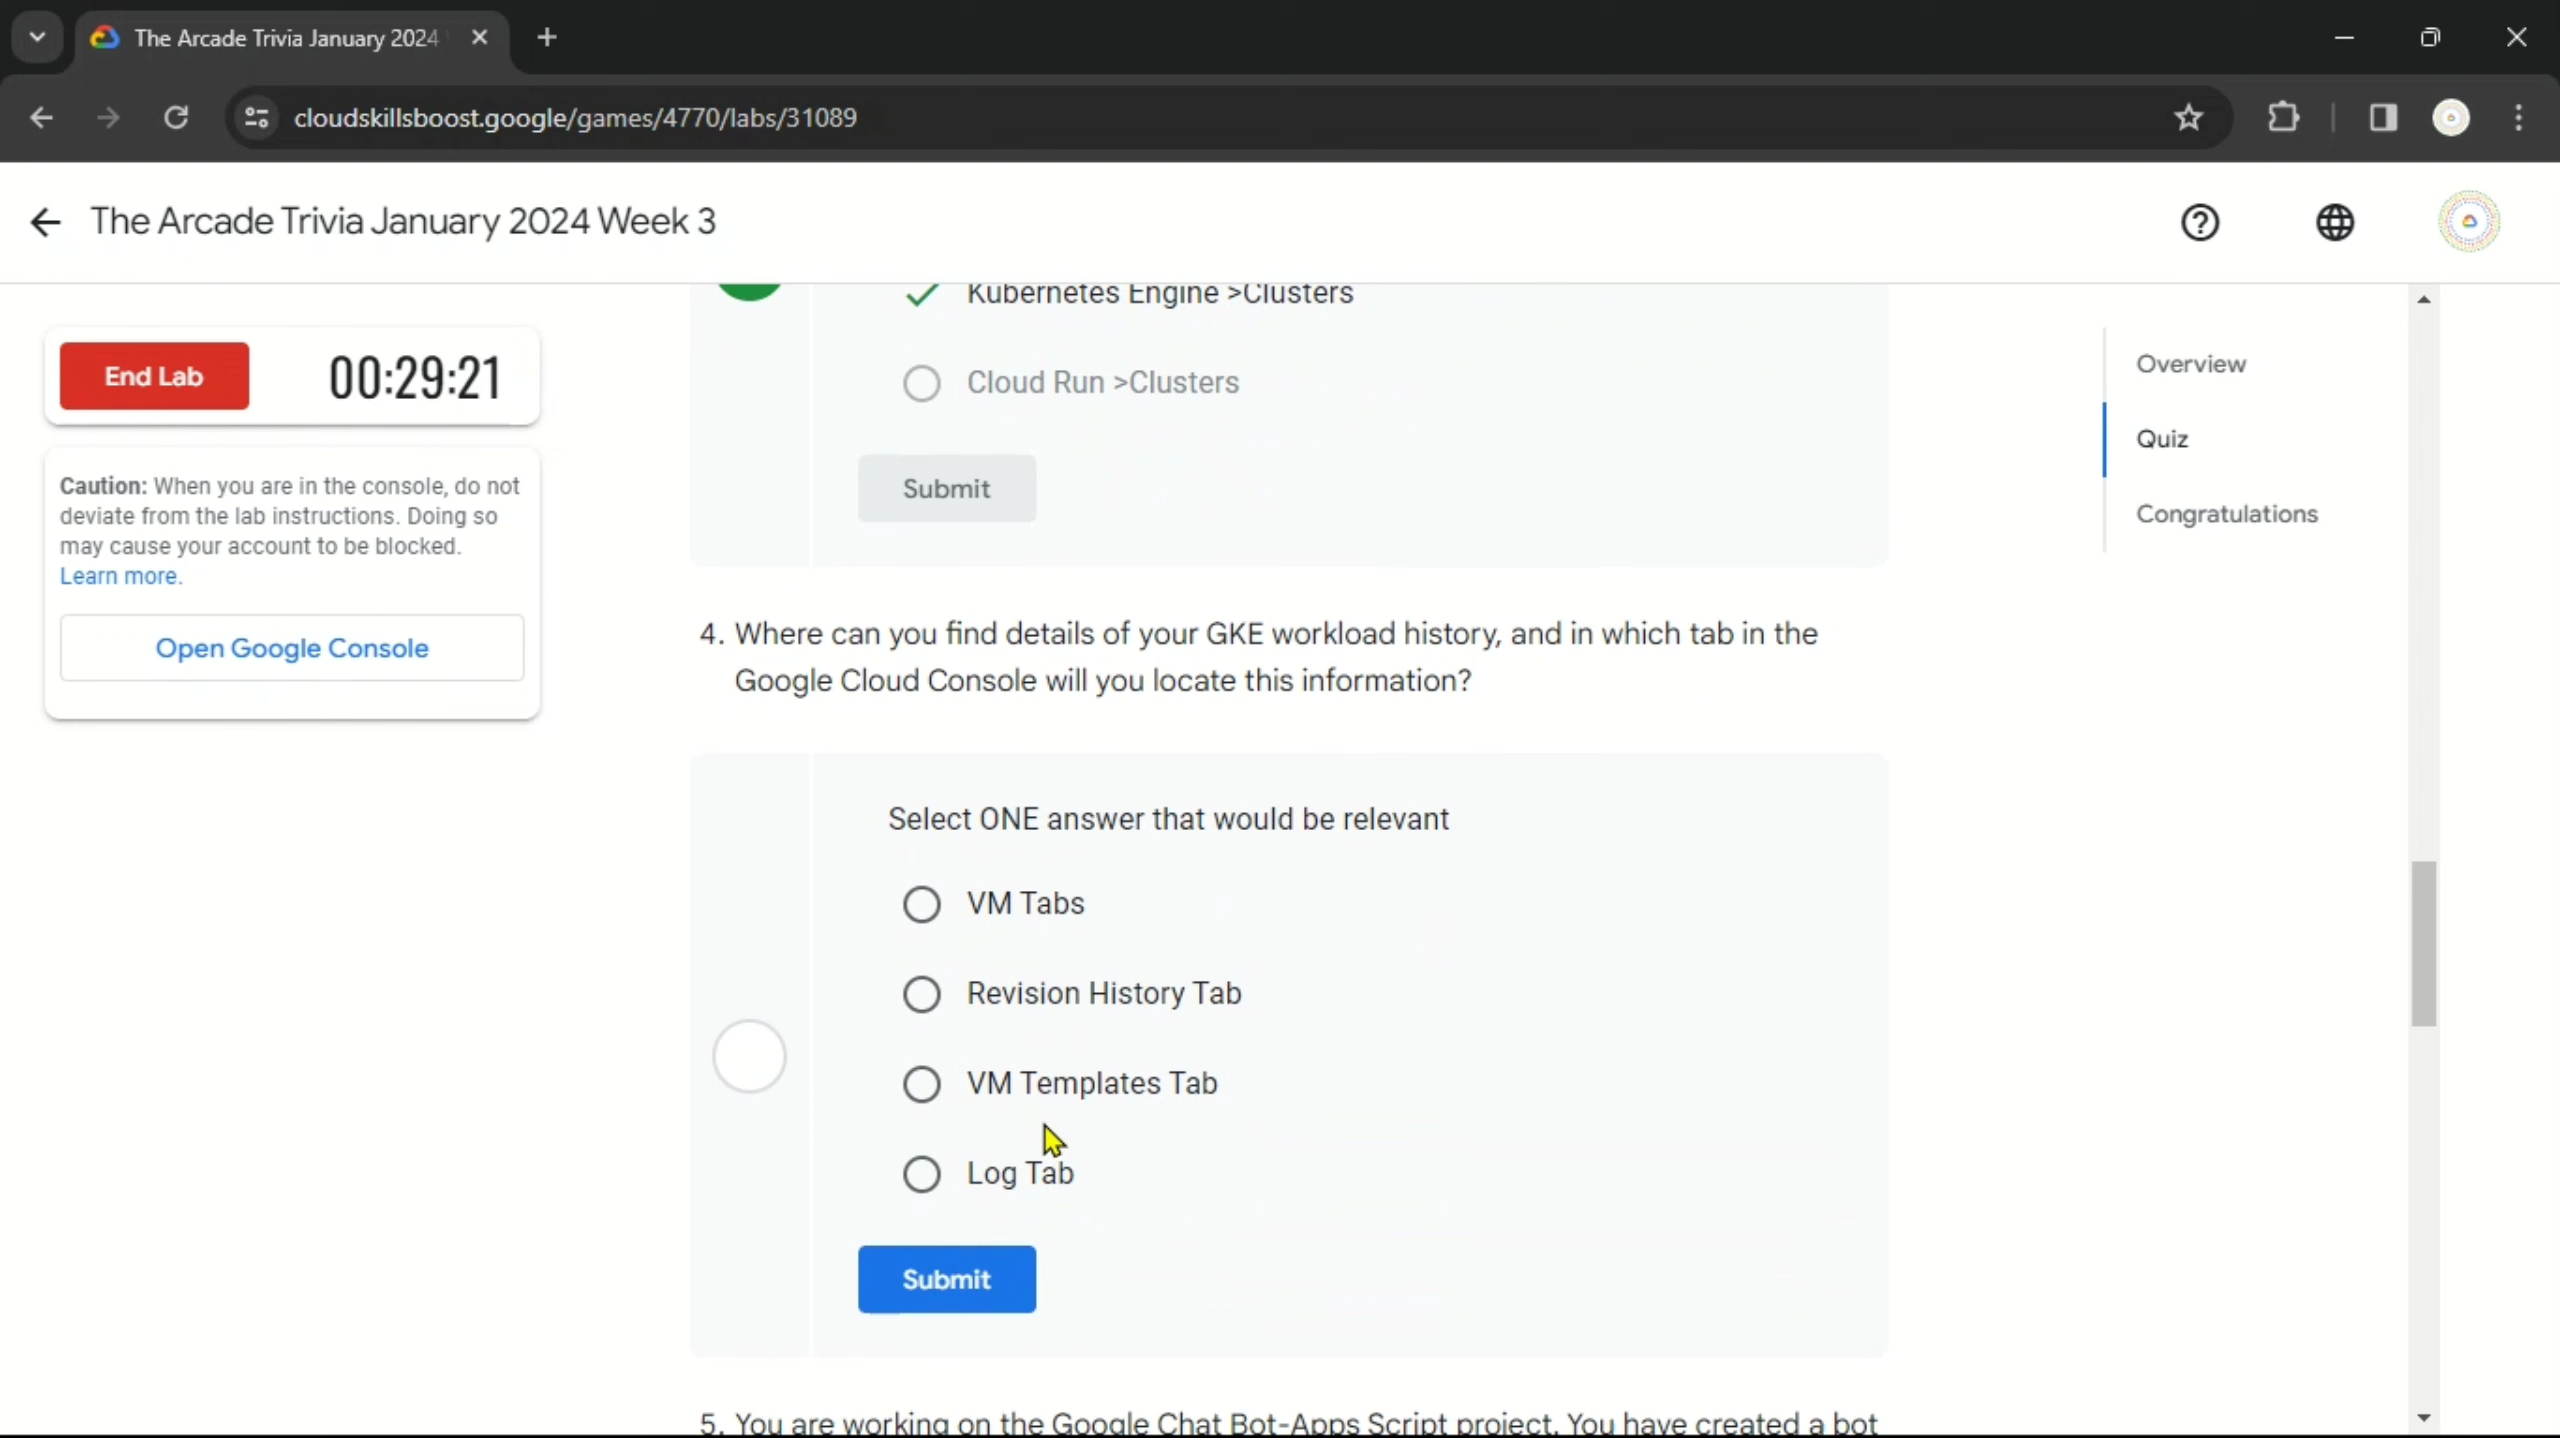 The Arcade Trivia January 2024
cloudskillsboost.google/games/4770/labs/31089
The Arcade Trivia January 2024 Week 3
Kubernetes Engine >Clusters
Cloud Run >Clusters
Submit
End Lab
00:29:21
Caution: When you are in the console, do not
deviate from the lab instructions. Doing so
may cause your account to be blocked.
Learn more.
Open Google Console
Overview
Quiz
Congratulations
4. Where can you find details of your GKE workload history, and in which tab in the
Google Cloud Console will you locate this information?
Select ONE answer that would be relevant
VM Tabs
Revision History Tab
VM Templates Tab
Log Tab
Submit
5. You are working on the Google Chat Bot-Apps Script project. You have created a bot